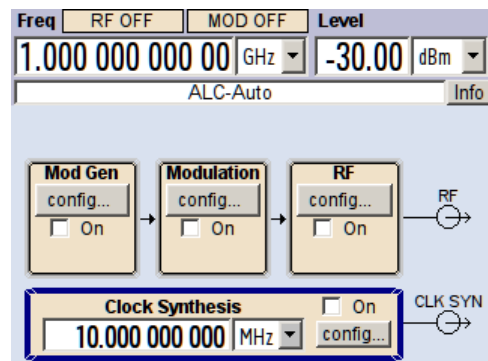 Freq RF OFF MOD OFF Level
1.000 000 000 00 GHz -30.00 dBm
ALC-Auto Info
Mod Gen Modulation RF
config... config... config... RF
On On On
Clock Synthesis On CLK SYN
10.000 000 000 MHz config...